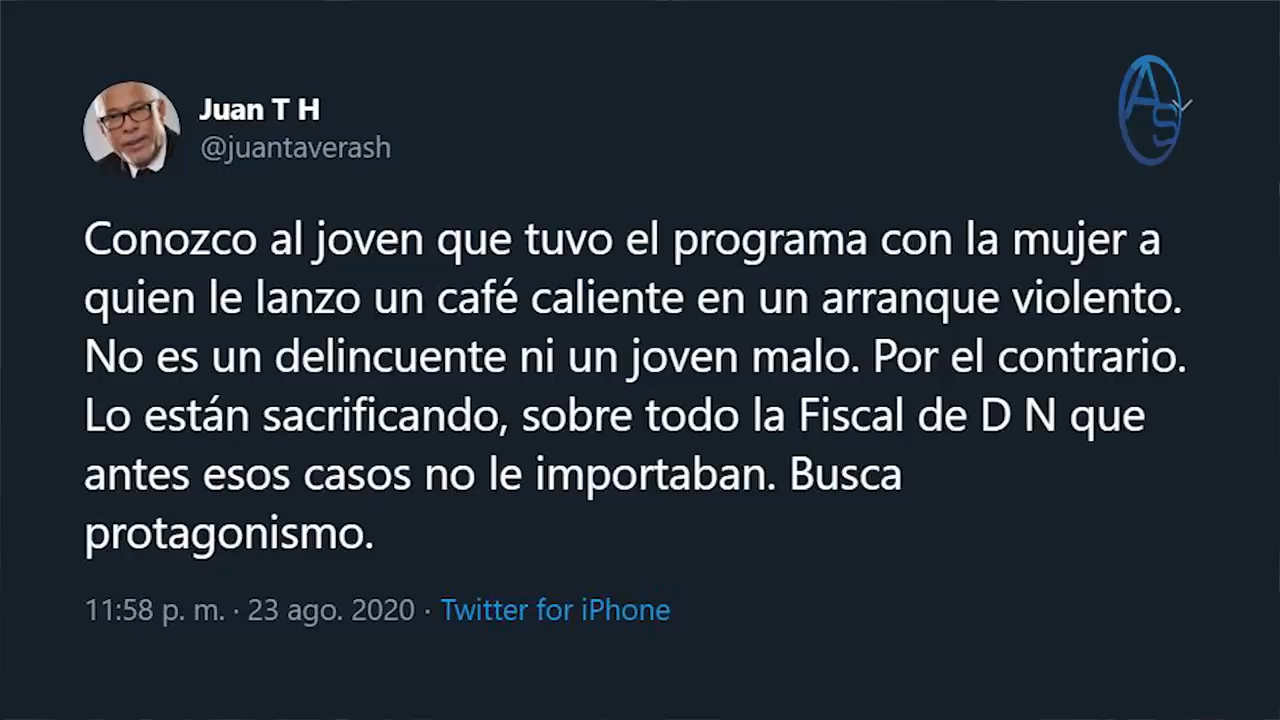 Juan T H
@juantaverash
AS
Conozco al joven que tuvo el programa con la mujer a
quien le lanzo un café caliente en un arranque violento.
No es un delincuente ni un joven malo. Por el contrario.
Lo están sacrificando, sobre todo la Fiscal de D N que
antes esos casos no le importaban. Busca
protagonismo.
11:58 p. m. · 23 ago. 2020 · Twitter for iPhone